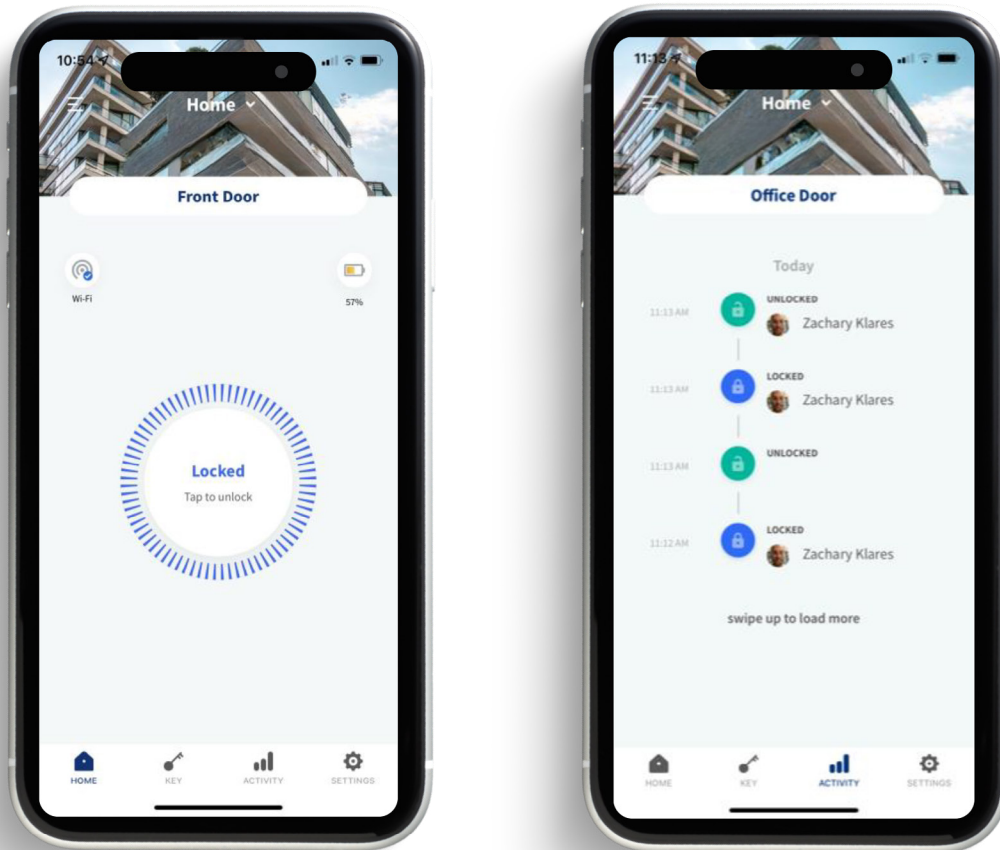 10:54
Home
Front Door
Wi-Fi
57%
Locked
Tap to unlock
HOME
KEY
ACTIVITY
SETTINGS
11:13
Home
Office Door
Today
11:13 AM
UNLOCKED
Zachary Klares
11:13 AM
LOCKED
Zachary Klares
11:13 AM
UNLOCKED
11:12 AM
LOCKED
Zachary Klares
swipe up to load more
HOME
KEY
ACTIVITY
SETTINGS